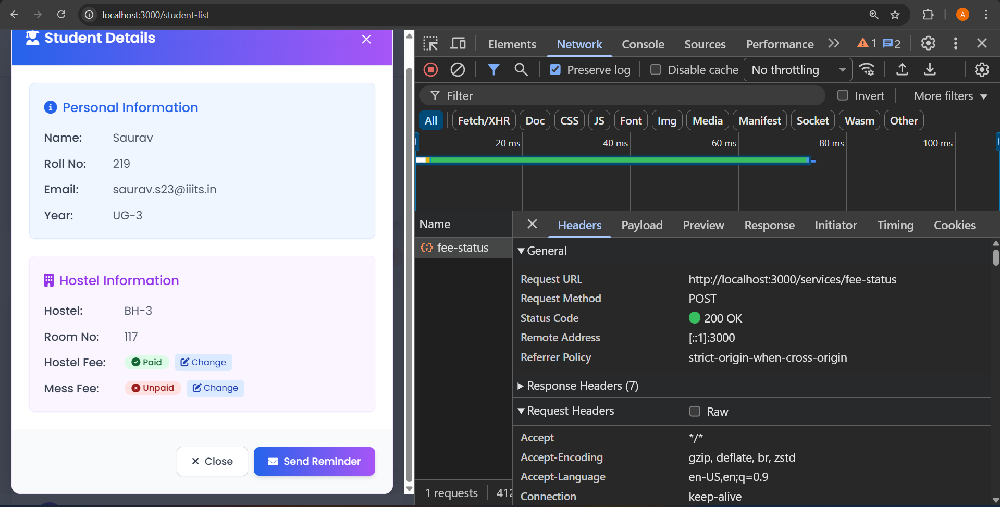 localhost:3000/student-list
A
Student Details
Personal Information
Name: Saurav
Roll No: 219
Email: saurav.s23@iiits.in
Year: UG-3
Hostel Information
Hostel: BH-3
Room No: 117
Hostel Fee: Paid Change
Mess Fee: Unpaid Change
Close Send Reminder
Elements Network Console Sources Performance 1 2
Preserve log Disable cache No throttling
Filter Invert More filters
All Fetch/XHR Doc CSS JS Font Img Media Manifest Socket Wasm Other
20 ms 40 ms 60 ms 80 ms 100 ms
Name Headers Payload Preview Response Initiator Timing Cookies
fee-status
General
Request URL http://localhost:3000/services/fee-status
Request Method POST
Status Code 200 OK
Remote Address [::1]:3000
Referrer Policy strict-origin-when-cross-origin
Response Headers (7)
Request Headers Raw
Accept */*
Accept-Encoding gzip, deflate, br, zstd
Accept-Language en-US,en;q=0.9
Connection keep-alive
1 requests 412